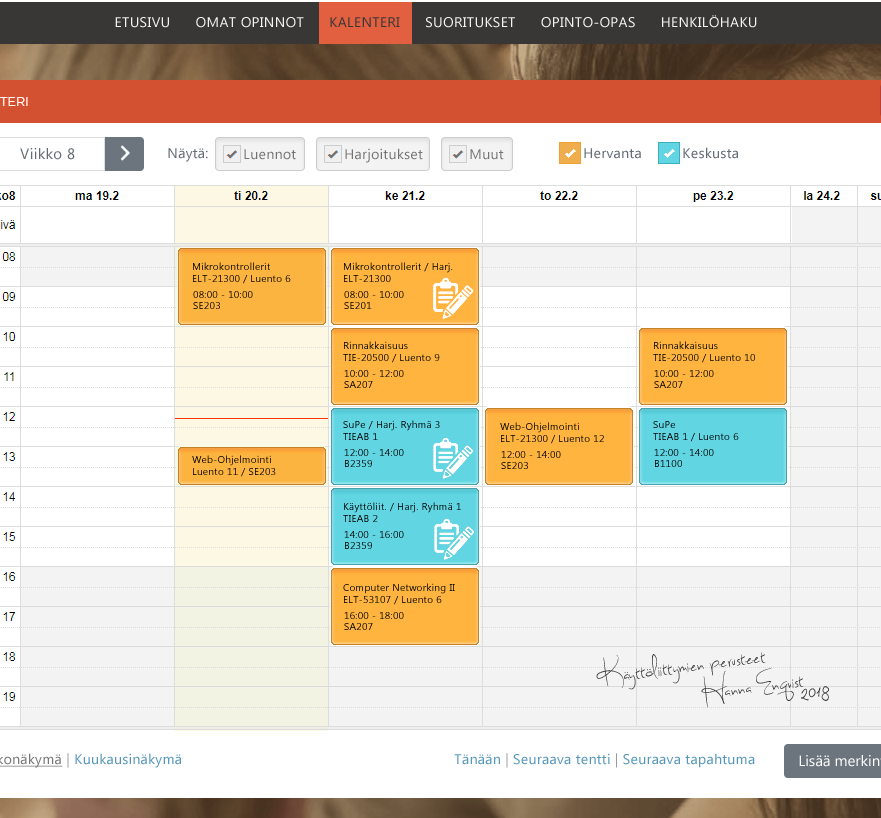 ETUSIVU OMAT OPINNOT KALENTERI SUORITUKSET OPINTO-OPAS HENKILÖHAKU
TERI
Viikko 8 Näytä: Luennot Harjoitukset Muut Hervanta Keskusta
ko8 ma 19.2 ti 20.2 ke 21.2 to 22.2 pe 23.2 la 24.2 su
ivä
08
09
10
11
12
13
14
15
16
17
18
19
Mikrokontrollerit
ELT-21300 / Luento 6
08:00 - 10:00
SE203
Web-Ohjelmointi
Luento 11 / SE203
Mikrokontrollerit / Harj.
ELT-21300
08:00 - 10:00
SE201
Rinnakkaisuus
TIE-20500 / Luento 9
10:00 - 12:00
SA207
SuPe / Harj. Ryhmä 3
TIEAB 1
12:00 - 14:00
B2359
Käyttöliit. / Harj. Ryhmä 1
TIEAB 2
14:00 - 16:00
B2359
Computer Networking II
ELT-53107 / Luento 6
16:00 - 18:00
SA207
Web-Ohjelmointi
ELT-21300 / Luento 12
12:00 - 14:00
SE203
Rinnakkaisuus
TIE-20500 / Luento 10
10:00 - 12:00
SA207
SuPe
TIEAB 1 / Luento 6
12:00 - 14:00
B1100
Käyttöliittymien perusteet
Hanna Enqvist 2018
konäkymä | Kuukausinäkymä Tänään | Seuraava tentti | Seuraava tapahtuma Lisää merkin